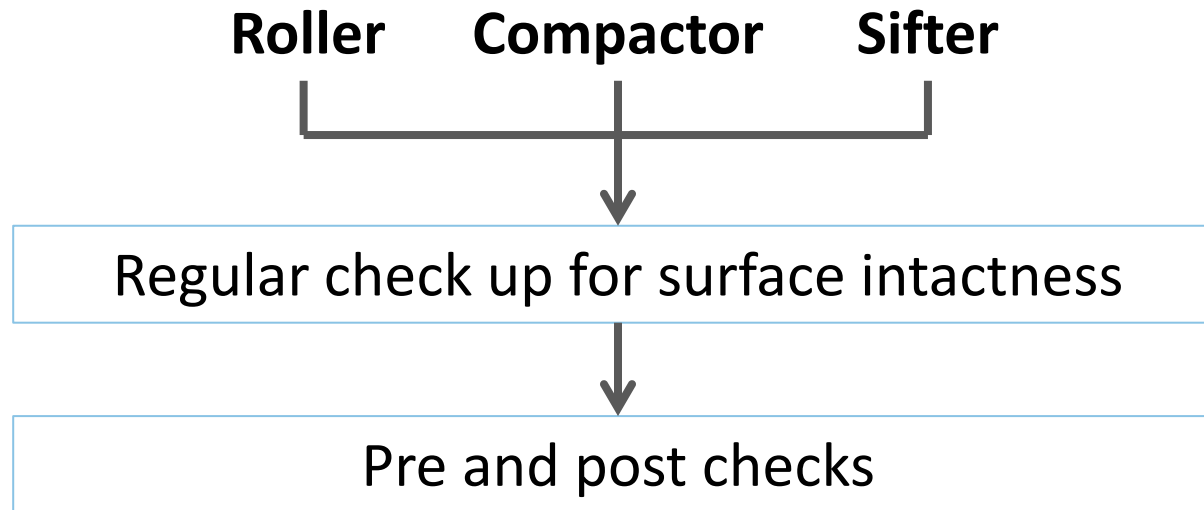 Roller Compactor Sifter
Regular check up for surface intactness
Pre and post checks